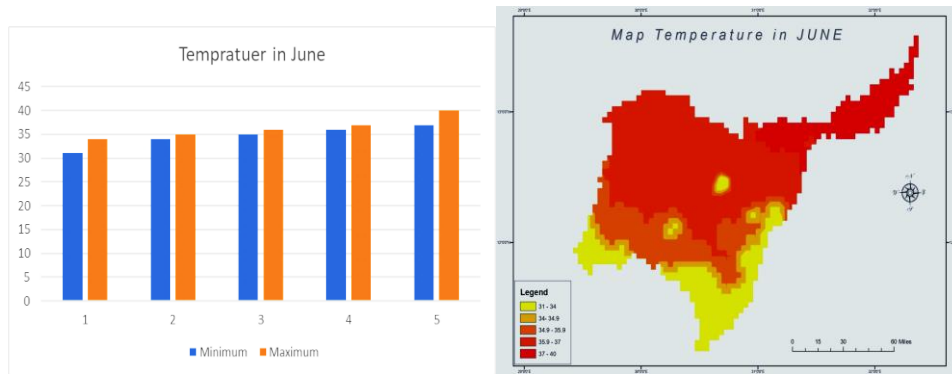 Tempratuer in June
45
40
35
30
25
20
15
10
5
0
1 2 3 4 5
Minimum Maximum
Map Temperature in JUNE
Legend
31 - 34
34- 34.9
34.9 - 35.9
35.9 - 37
37 - 40
0 15 30 60 Miles